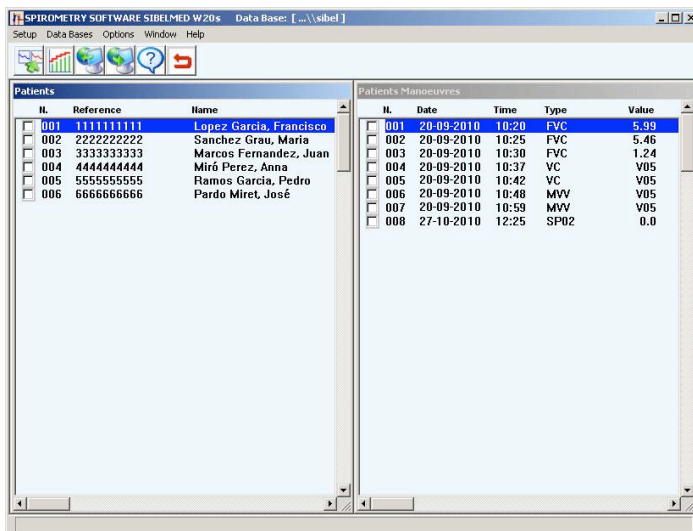 SPIROMETRY SOFTWARE SIBELMED W20s Data Base: [ ...\\sibel ]
Setup Data Bases Options Window Help
Patients
N. Reference Name
001 1111111111 Lopez Garcia, Francisco
002 2222222222 Sanchez Grau, Maria
003 3333333333 Marcos Fernandez, Juan
004 4444444444 Miró Perez, Anna
005 5555555555 Ramos Garcia, Pedro
006 6666666666 Pardo Miret, José
Patients Manoeuvres
N. Date Time Type Value
001 20-09-2010 10:20 FVC 5.99
002 20-09-2010 10:25 FVC 5.46
003 20-09-2010 10:30 FVC 1.24
004 20-09-2010 10:37 VC V05
005 20-09-2010 10:42 VC V05
006 20-09-2010 10:48 MVV V05
007 20-09-2010 10:59 MVV V05
008 27-10-2010 12:25 SP02 0.0